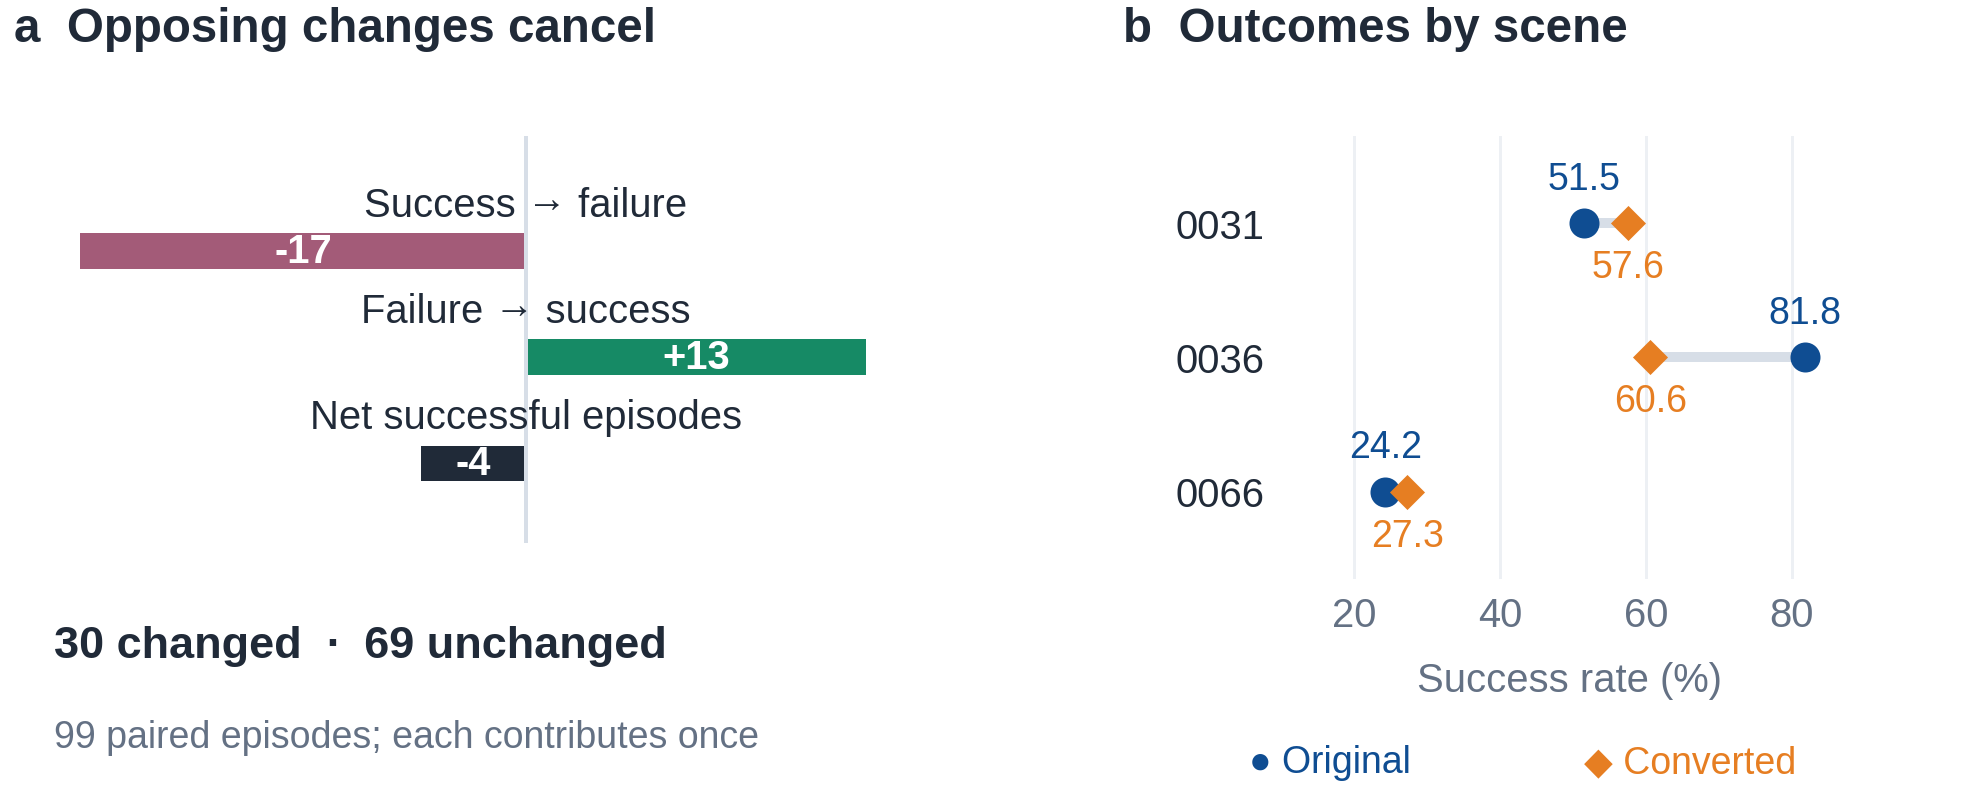 a Opposing changes cancel
Success → failure
-17
Failure → success
+13
Net successful episodes
-4
30 changed · 69 unchanged
99 paired episodes; each contributes once
b Outcomes by scene
51.5
0031
57.6
81.8
0036
60.6
24.2
0066
27.3
20 40 60 80
Success rate (%)
Original Converted